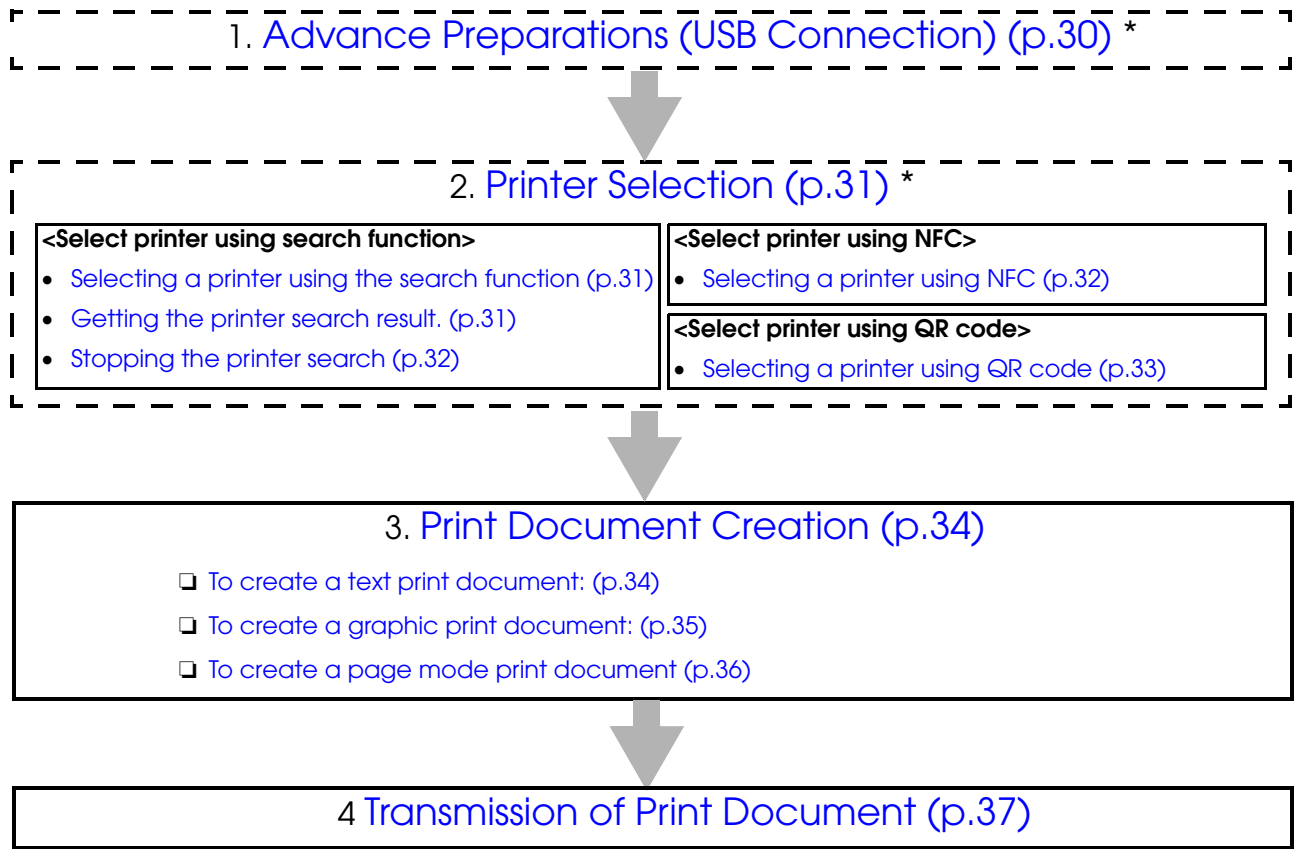 1. Advance Preparations (USB Connection) (p.30) *
2. Printer Selection (p.31) *
<Select printer using search function>
• Selecting a printer using the search function (p.31)
• Getting the printer search result. (p.31)
• Stopping the printer search (p.32)
<Select printer using NFC>
• Selecting a printer using NFC (p.32)
<Select printer using QR code>
• Selecting a printer using QR code (p.33)
3. Print Document Creation (p.34)
❏ To create a text print document: (p.34)
❏ To create a graphic print document: (p.35)
❏ To create a page mode print document (p.36)
4 Transmission of Print Document (p.37)